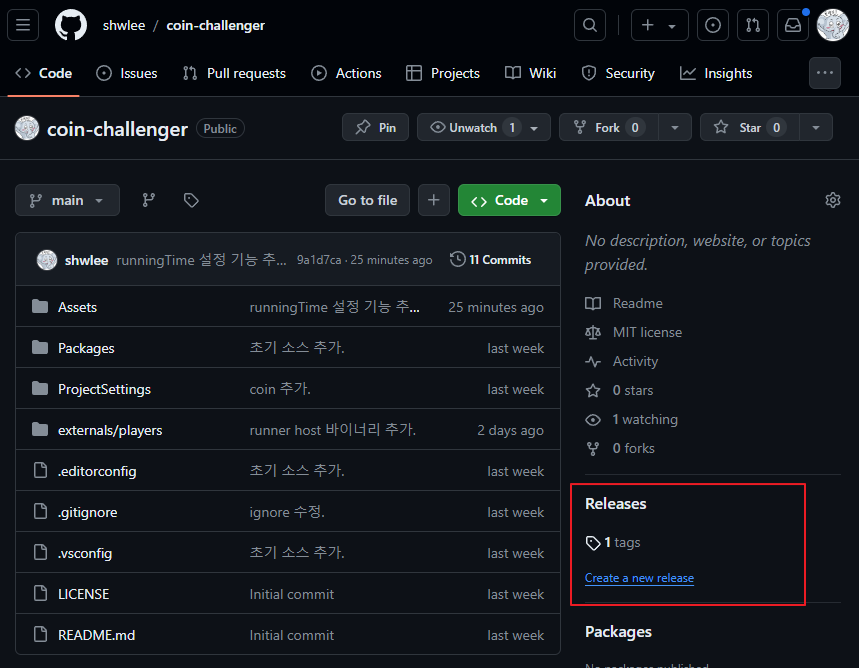 shwlee / coin-challenger
Code Issues Pull requests Actions Projects Wiki Security Insights
coin-challenger Public Pin Unwatch 1 Fork 0 Star 0
main Go to file Code
shwlee runningTime 설정 기능 추... 9a1d7ca · 25 minutes ago 11 Commits
Assets runningTime 설정 기능 추... 25 minutes ago
Packages 초기 소스 추가. last week
ProjectSettings coin 추가. last week
externals/players runner host 바이너리 추가. 2 days ago
.editorconfig 초기 소스 추가. last week
.gitignore ignore 수정. last week
.vsconfig 초기 소스 추가. last week
LICENSE Initial commit last week
README.md Initial commit last week
About
No description, website, or topics
provided.
Readme
MIT license
Activity
0 stars
1 watching
0 forks
Releases
1 tags
Create a new release
Packages
No packages published